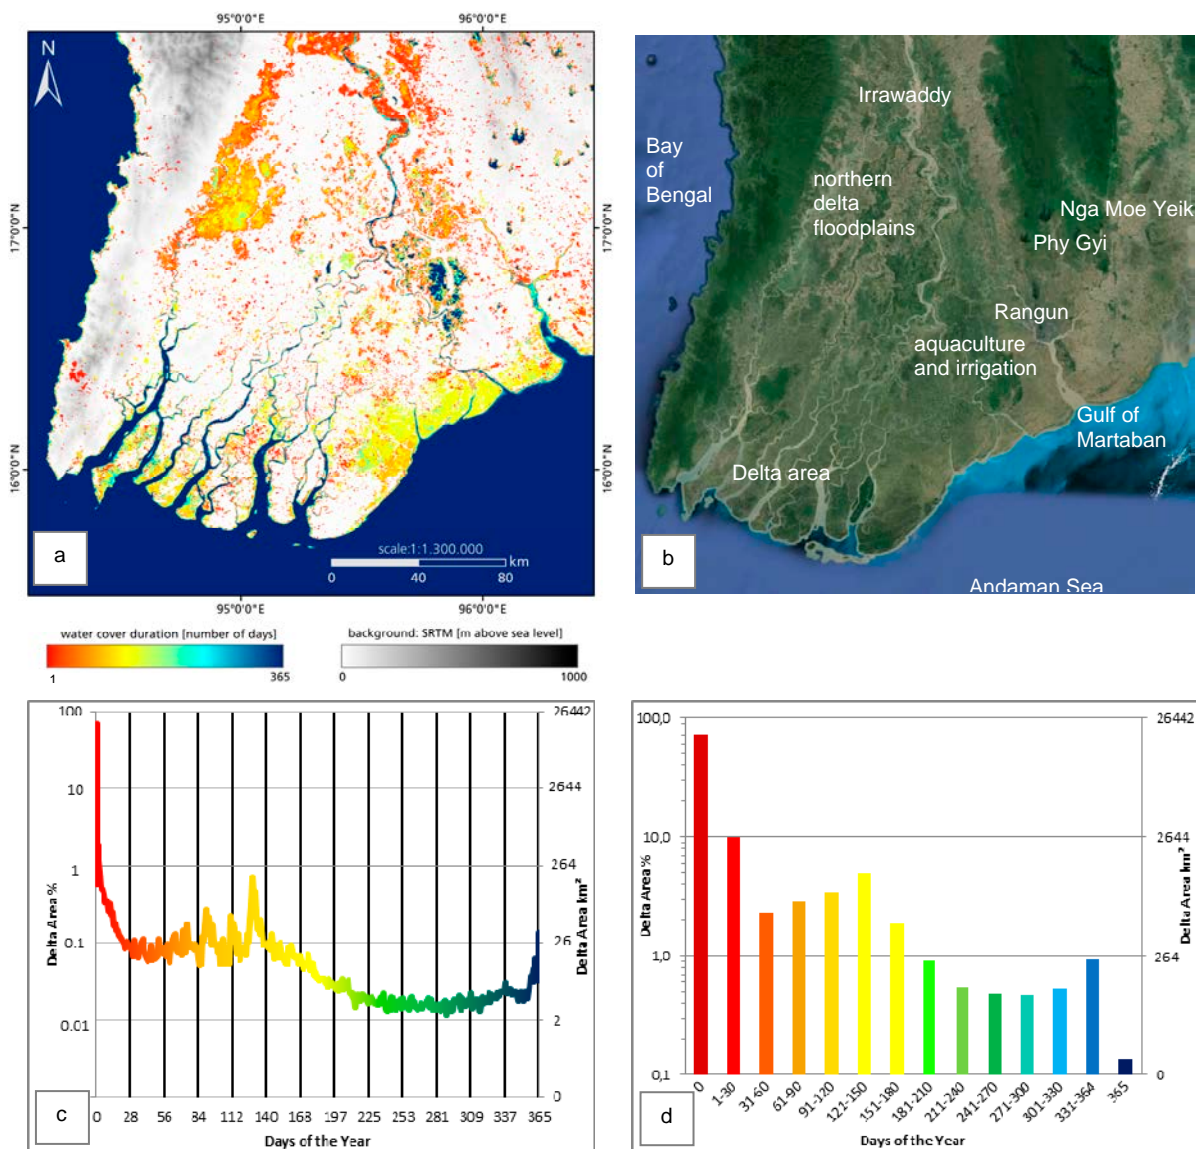 95°0'0"E
96°0'0"E
N
17°0'0"N
17°0'0"N
16°0'0"N
16°0'0"N
a
scale:1:1.300.000
km
0
40
80
95°0'0"E
96°0'0"E
water cover duration [number of days]
1
365
background: SRTM [m above sea level]
0
1000
Irrawaddy
Bay
of
Bengal
northern
delta
floodplains
Nga Moe Yeik
Phy Gyi
Rangun
aquaculture
and irrigation
Gulf of
Martaban
Delta area
b
Andaman Sea
100
10
1
0.1
0.01
Delta Area %
26442
2644
264
26
2
0
Delta Area km²
0
28
56
84
112
140
168
197
225
253
281
309
337
365
Days of the Year
c
100,0
10,0
1,0
0,1
Delta Area %
26442
2644
264
0
Delta Area km²
0
1-30
31-60
61-90
91-120
121-150
151-180
181-210
211-240
241-270
271-300
301-330
331-364
365
Days of the Year
d